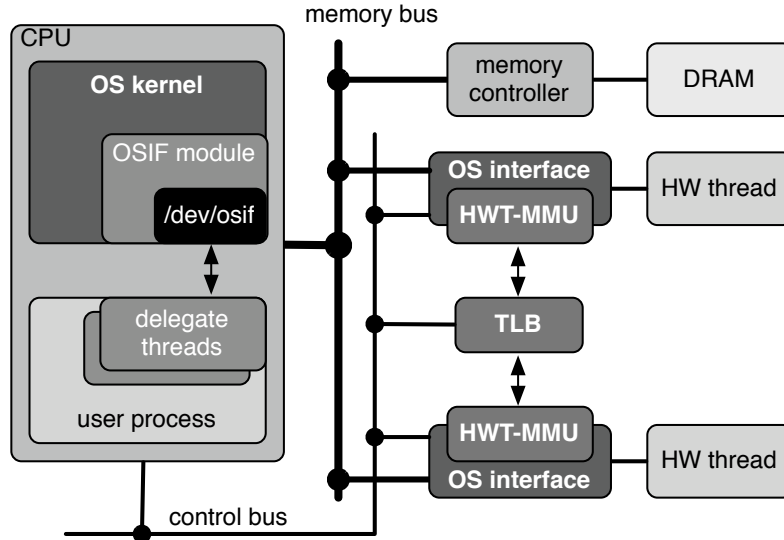 memory bus
CPU
OS kernel
OSIF module
/dev/osif
delegate
threads
user process
control bus
memory
controller
DRAM
OS interface
HWT-MMU
HW thread
TLB
HWT-MMU
OS interface
HW thread